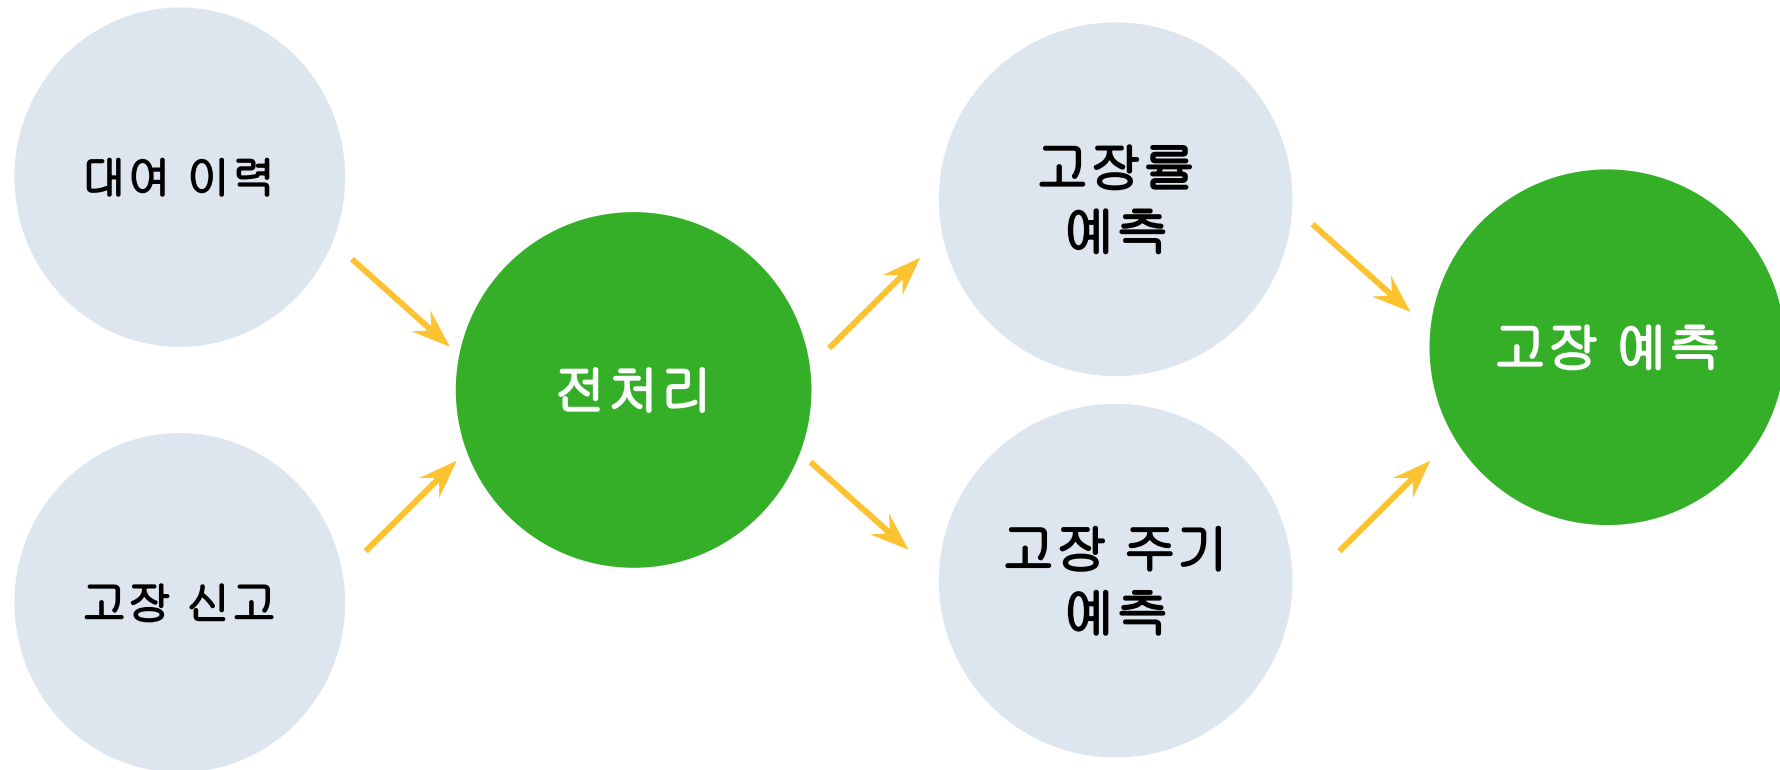 대여 이력
고장 신고
전처리
고장률
예측
고장 주기
예측
고장 예측